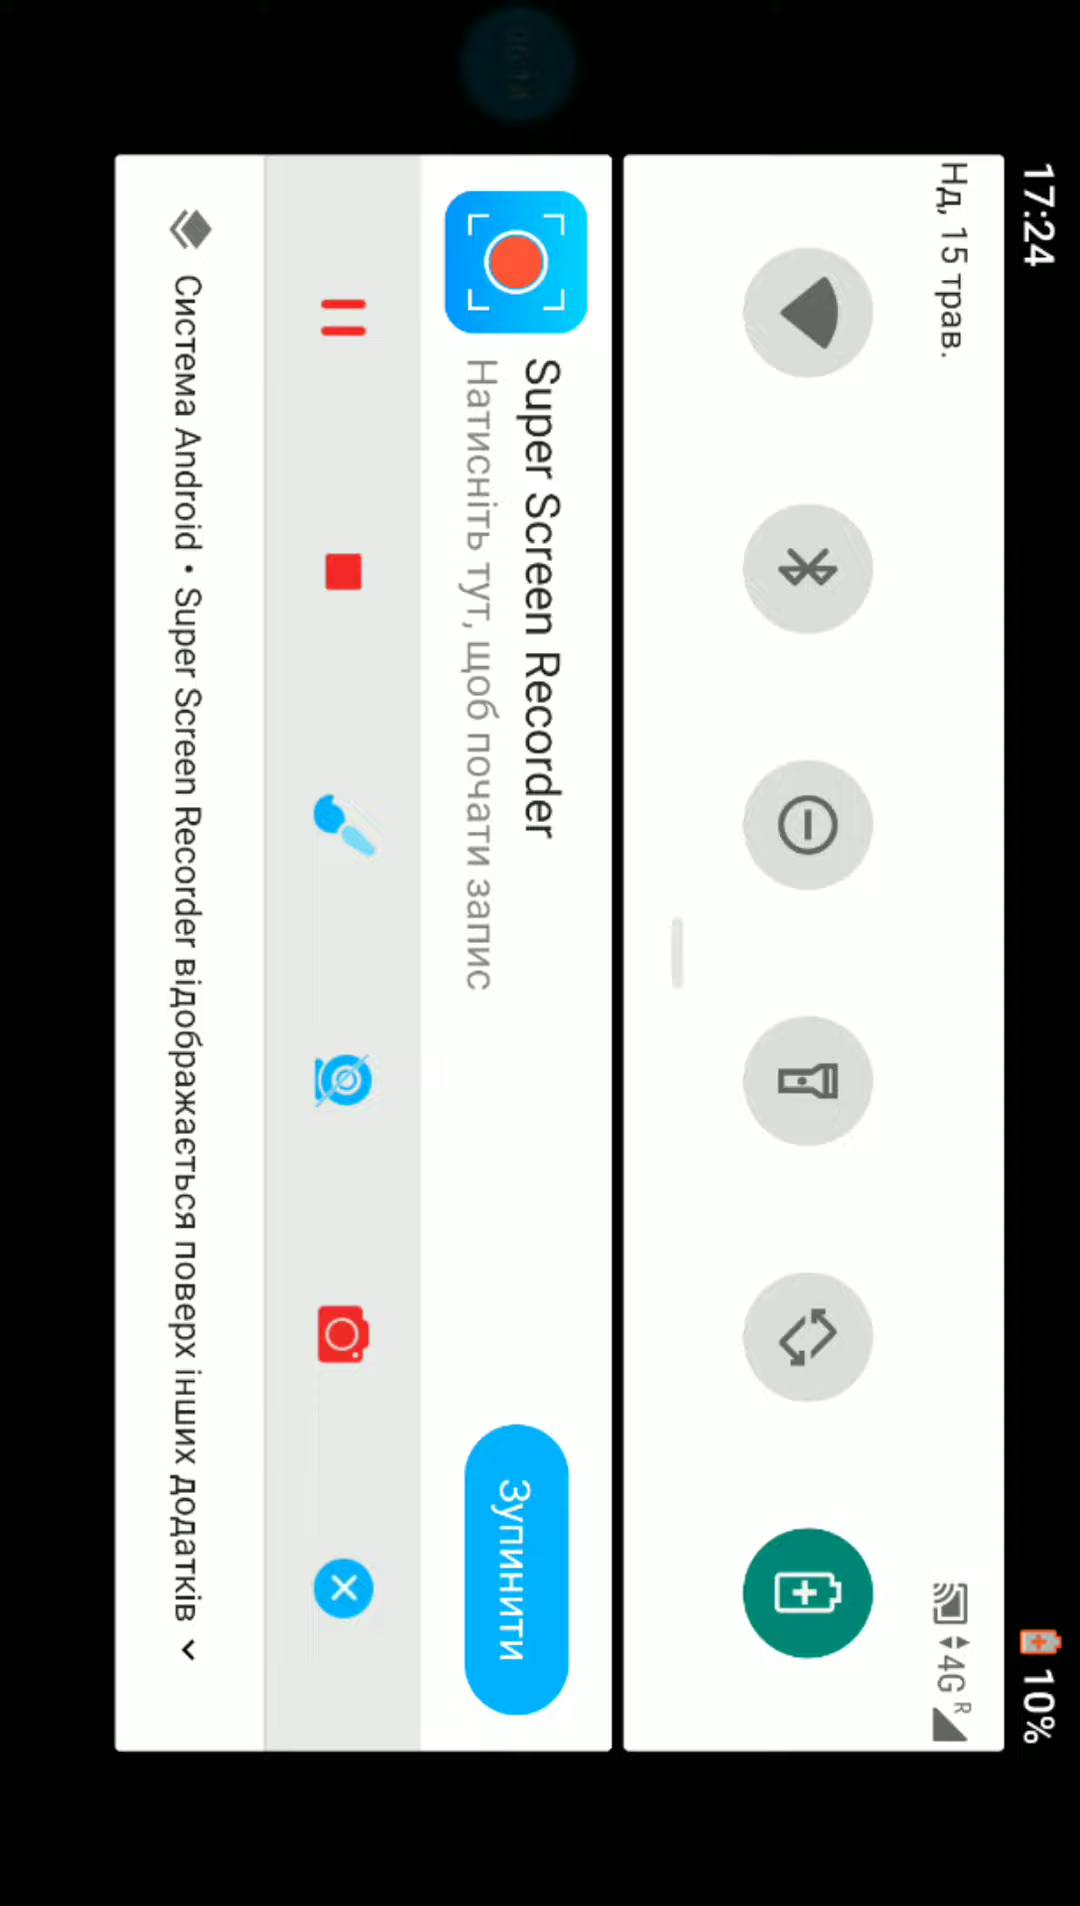 17:24
10%
Нд, 15 трав.
4G R
Super Screen Recorder
Натисніть тут, щоб почати запис
Зупинити
Система Android • Super Screen Recorder відображається поверх інших додатків